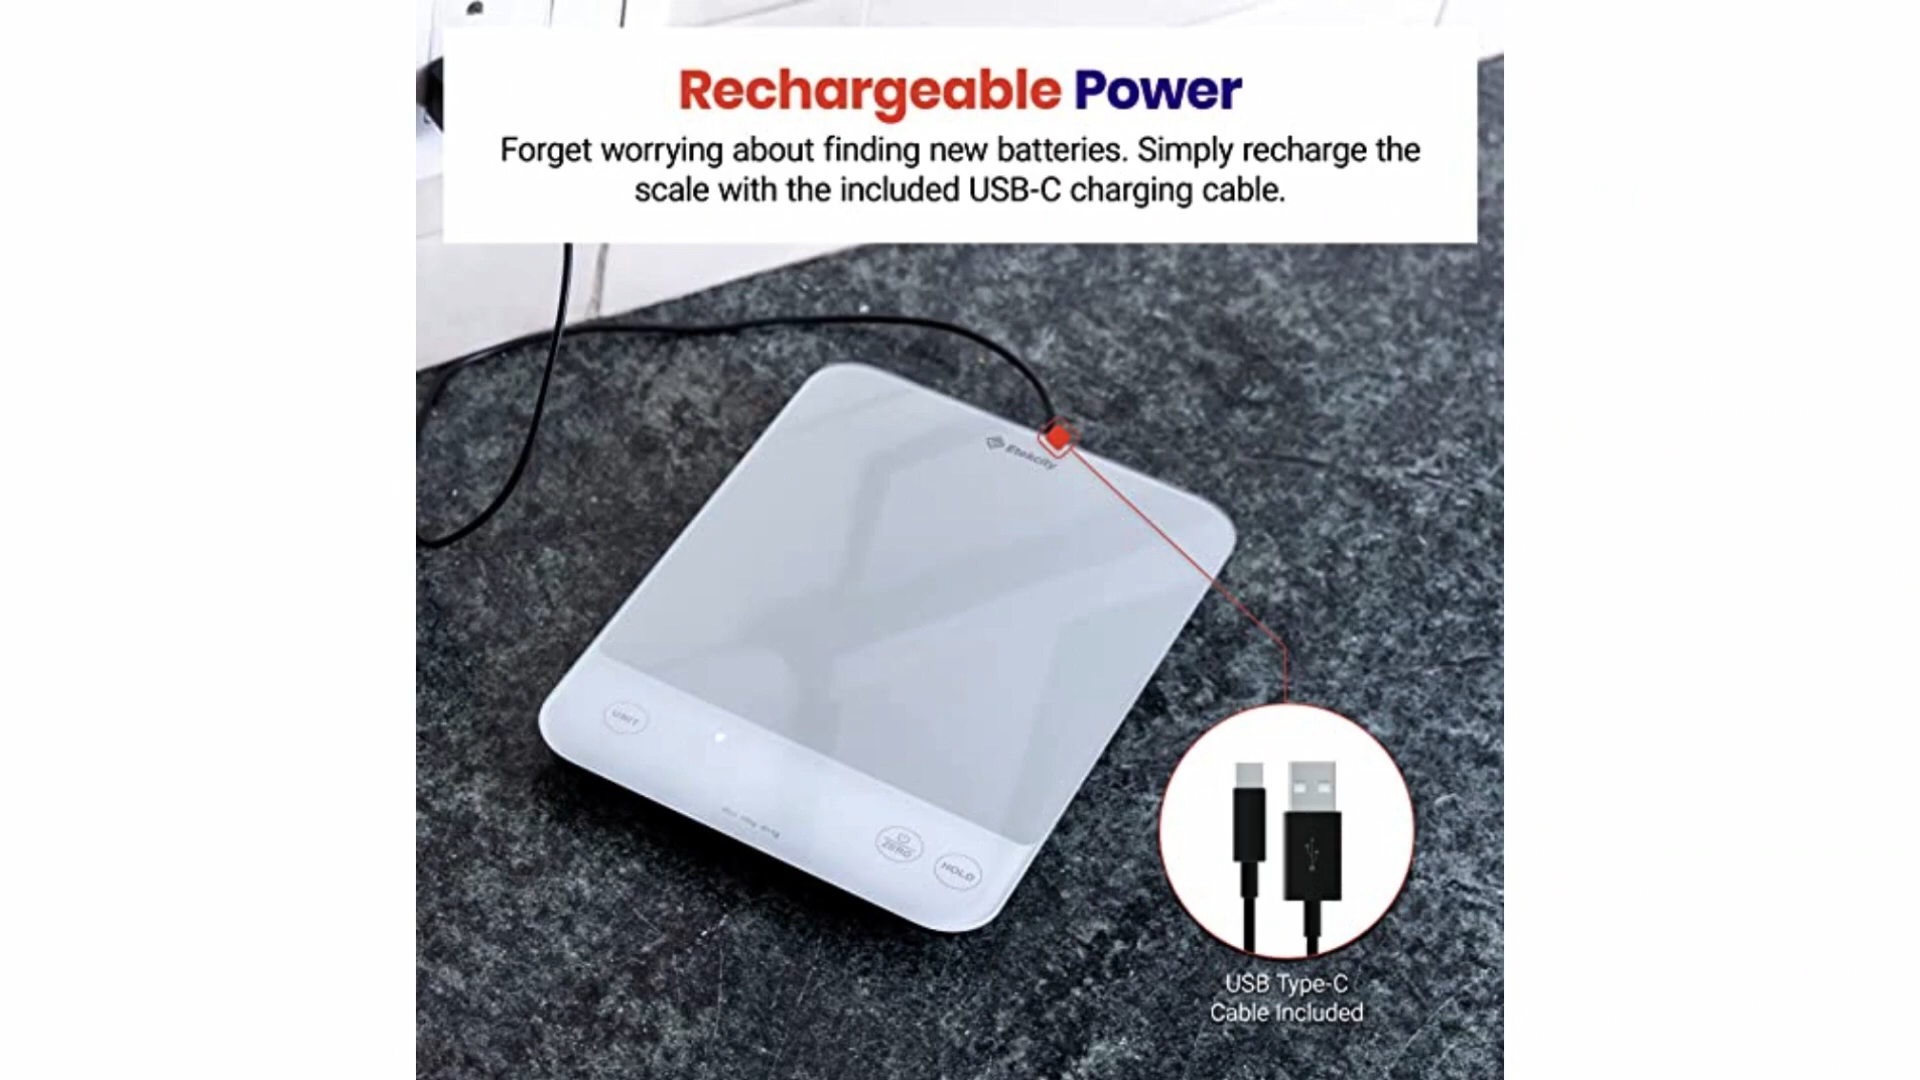 Rechargeable Power
Forget worrying about finding new batteries. Simply recharge the
scale with the included USB-C charging cable.
Etekcity
UNIT
ZERO
HOLD
USB Type-C
Cable Included